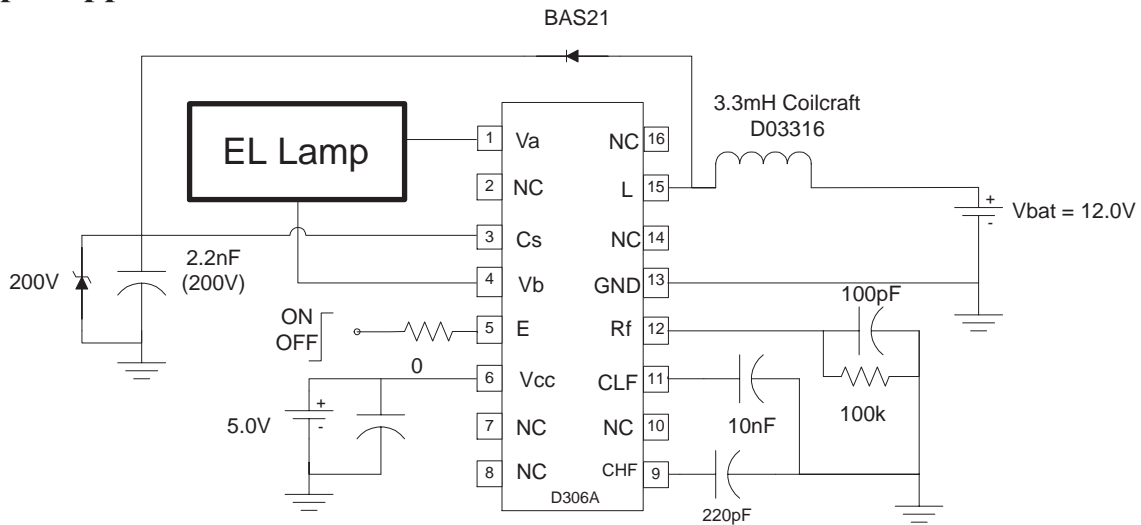 BAS21
3.3mH Coilcraft
D03316
EL Lamp
1
Va
NC
16
2
NC
L
15
Vbat = 12.0V
+
-
3
Cs
NC
14
200V
2.2nF
(200V)
4
Vb
GND
13
100pF
ON
OFF
5
E
Rf
12
0
6
Vcc
CLF
11
5.0V
+
-
100k
10nF
7
NC
NC
10
8
NC
CHF
9
D306A
220pF